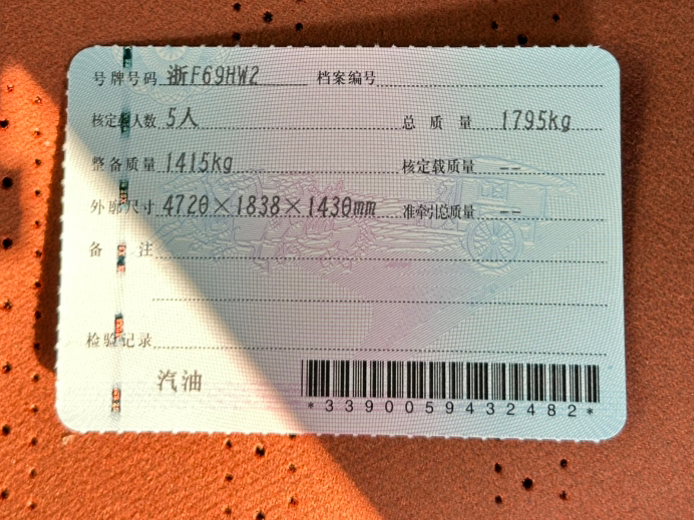 号牌号码 浙F69HW2 档案编号
核定载人数 5人 总质量 1795kg
整备质量 1415kg 核定载质量 --
外廓尺寸 4720×1838×1430mm 准牵引总质量 --
备注
检验记录
汽油
*3390059432482*